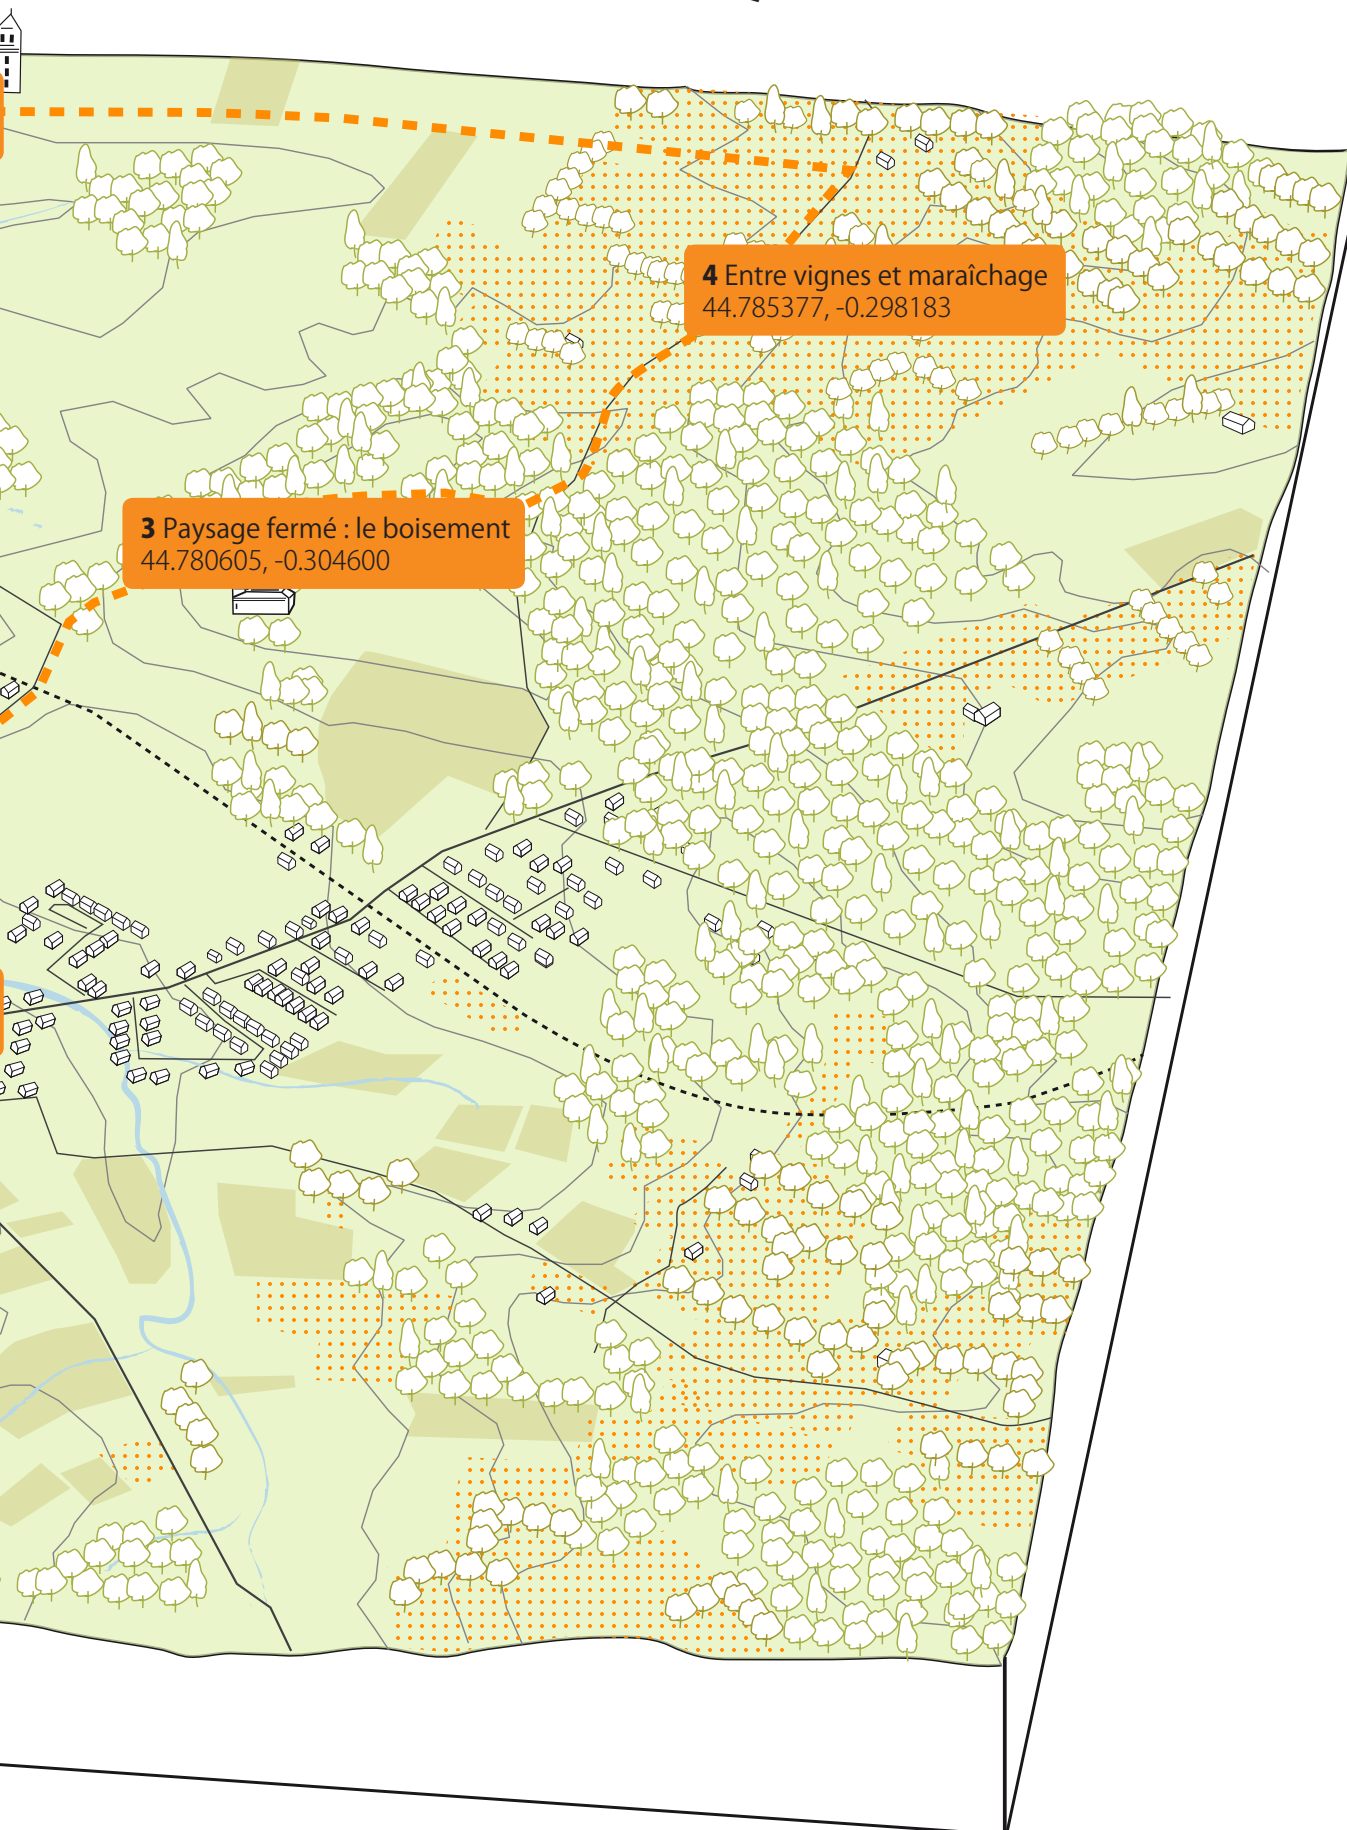 4 Entre vignes et maraîchage
44.785377, -0.298183
3 Paysage fermé : le boisement
44.780605, -0.304600